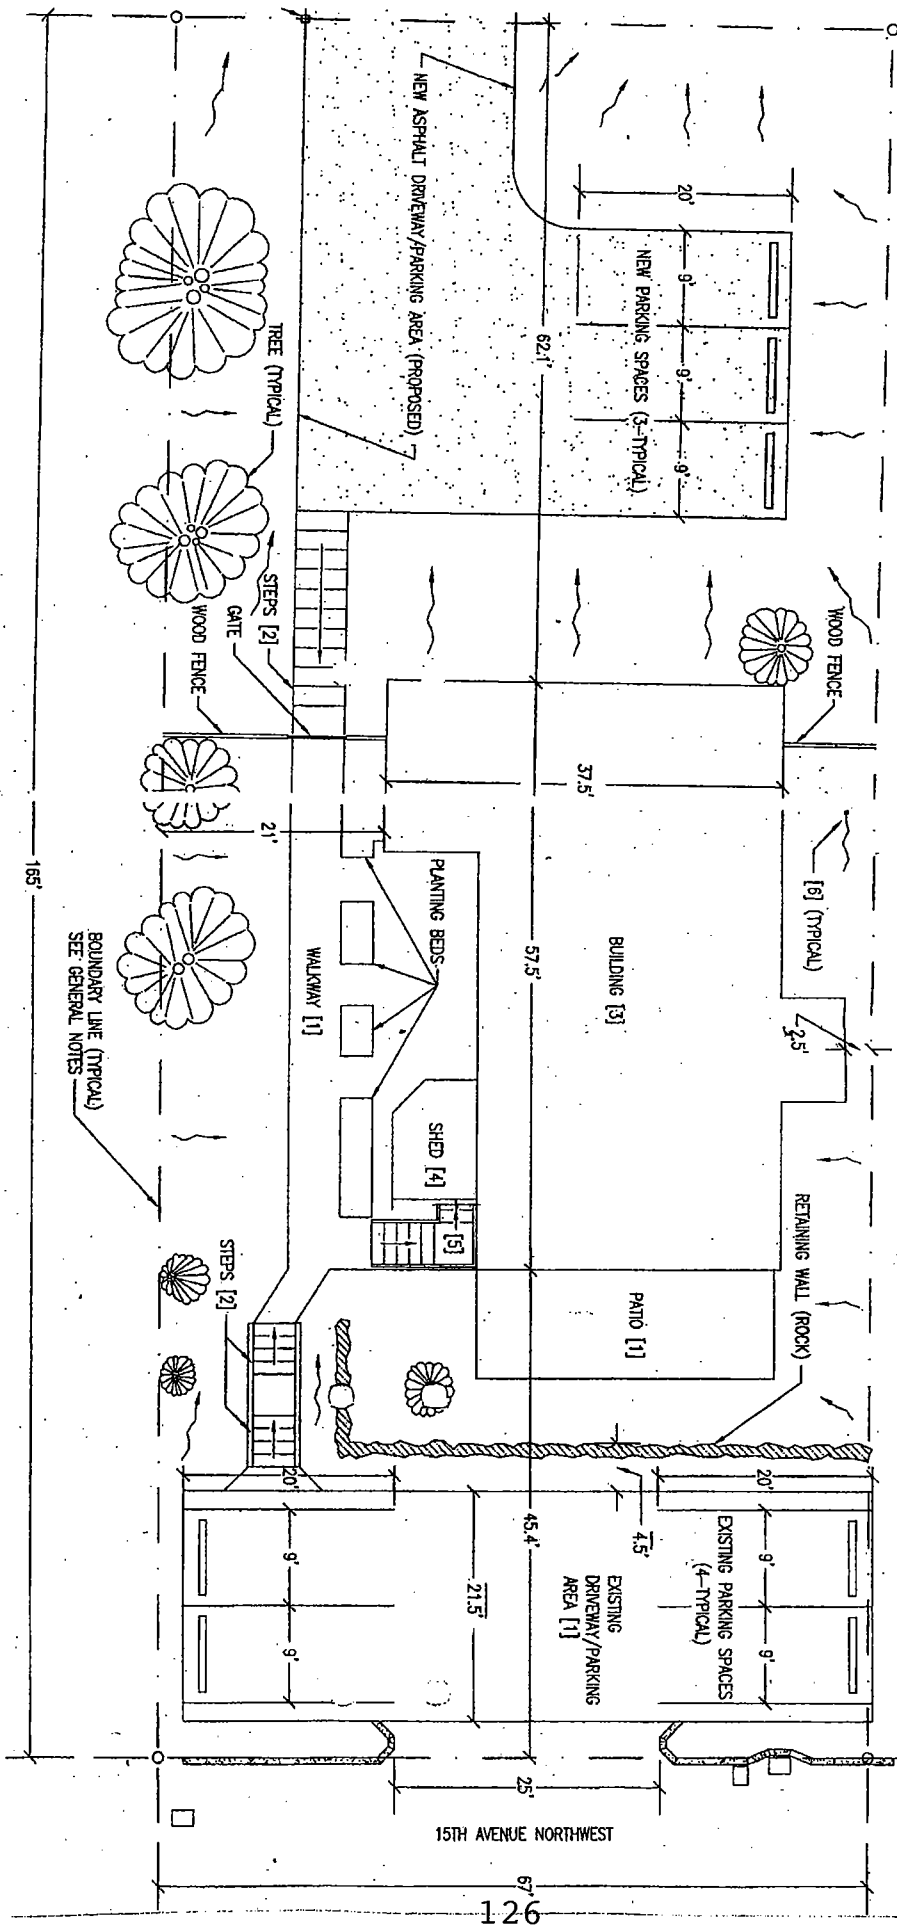 NEW ASPHALT DRIVEWAY/PARKING AREA (PROPOSED)
20'
9'
9'
9'
NEW PARKING SPACES (3-TYPICAL)
62.1'
TREE (TYPICAL)
STEPS [2]
GATE
WOOD FENCE
WOOD FENCE
37.5'
21'
[6] (TYPICAL)
165'
PLANTING BEDS
57.5'
BUILDING [3]
WALKWAY [1]
2.5'
BOUNDARY LINE (TYPICAL)
SEE GENERAL NOTES
SHED [4]
[5]
RETAINING WALL (ROCK)
STEPS [2]
PATIO [1]
20'
20'
4.5'
45.4'
EXISTING PARKING SPACES
(4-TYPICAL)
9'
9'
9'
9'
21.5'
EXISTING
DRIVEWAY/PARKING
AREA [1]
25'
15TH AVENUE NORTHWEST
67'
126